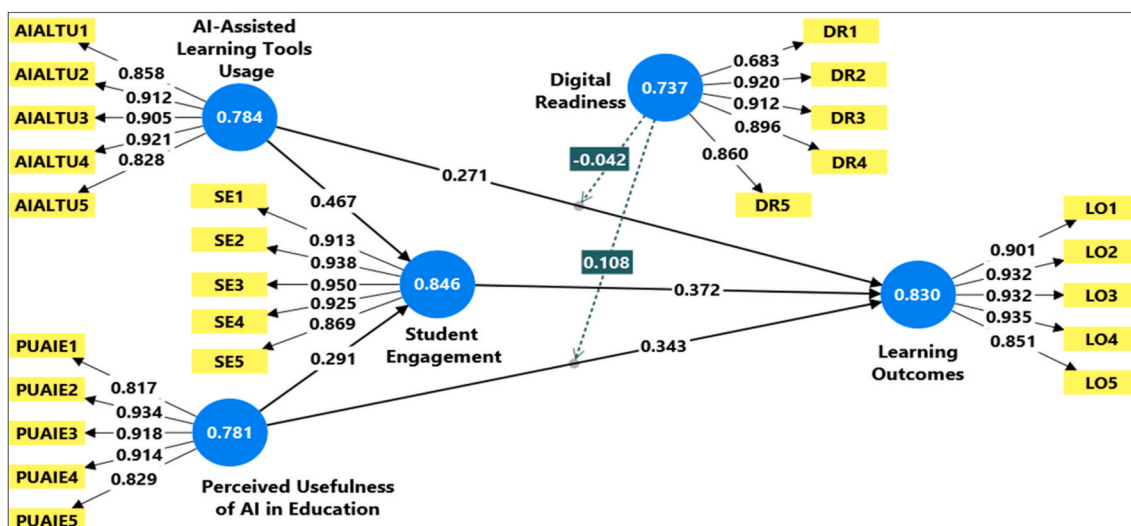 AIALTU1
AIALTU2
AIALTU3
AIALTU4
AIALTU5
AI-Assisted
Learning Tools
Usage
0.858
0.912
0.905
0.921
0.828
0.784
Digital
Readiness
0.737
DR1
DR2
DR3
DR4
DR5
0.683
0.920
0.912
0.896
0.860
-0.042
0.271
0.467
0.108
SE1
SE2
SE3
SE4
SE5
0.913
0.938
0.950
0.925
0.869
0.846
Student
Engagement
0.372
0.291
0.343
LO1
LO2
LO3
LO4
LO5
0.901
0.932
0.932
0.935
0.851
0.830
Learning
Outcomes
PUAIE1
PUAIE2
PUAIE3
PUAIE4
PUAIE5
0.817
0.934
0.918
0.914
0.829
0.781
Perceived Usefulness
of AI in Education